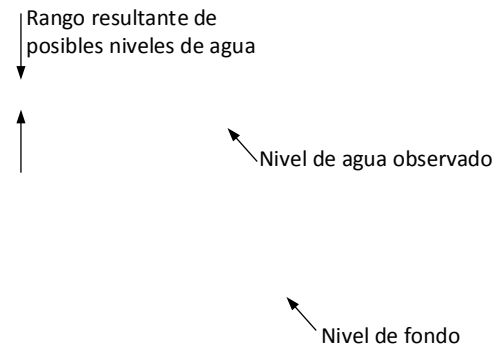 Rango resultante de
posibles niveles de agua
Nivel de agua observado
Nivel de fondo